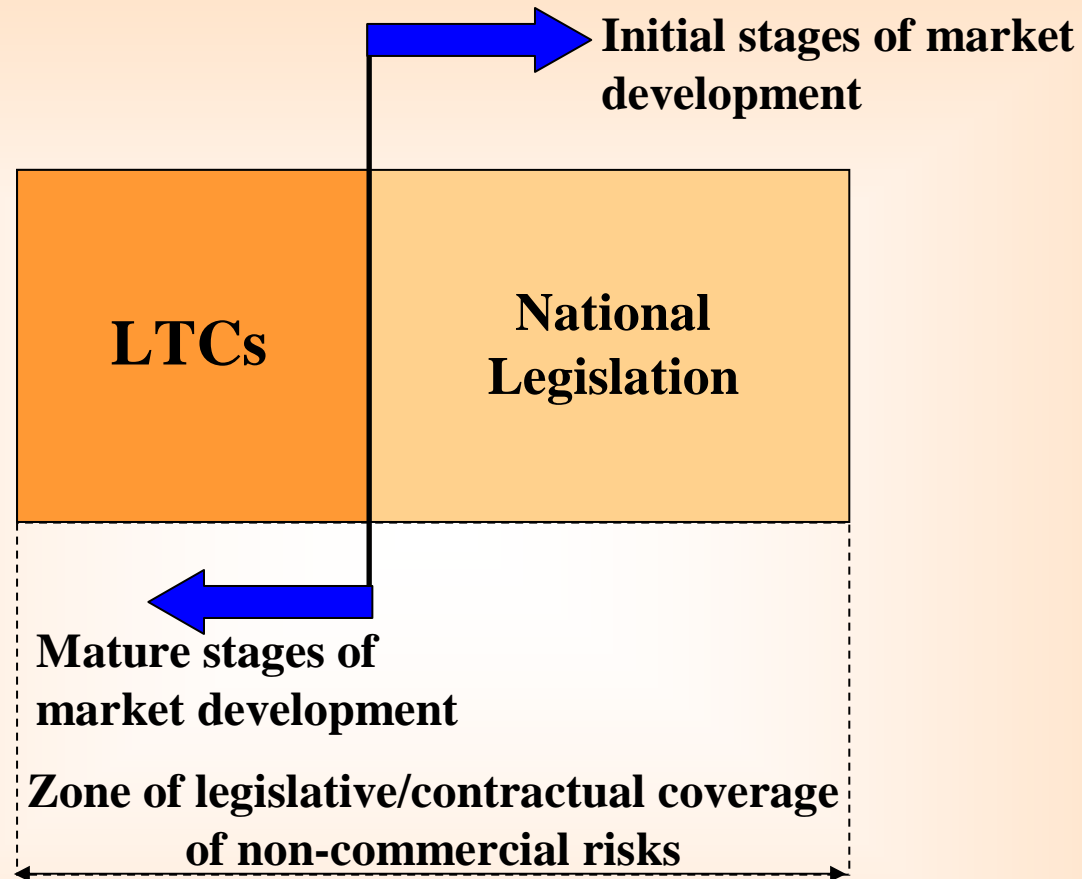 Initial stages of market
development
LTCs
National
Legislation
Mature stages of
market development
Zone of legislative/contractual coverage
of non-commercial risks